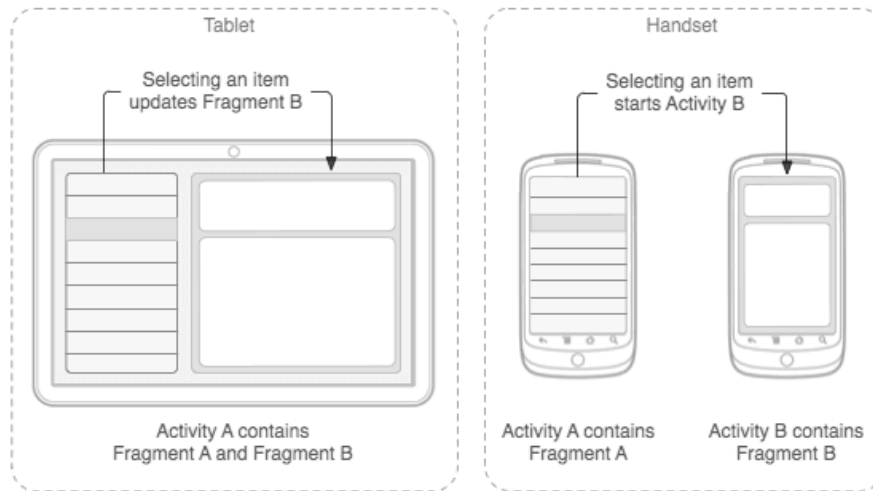 Tablet
Selecting an item
updates Fragment B
Activity A contains
Fragment A and Fragment B
Handset
Selecting an item
starts Activity B
Activity A contains
Fragment A
Activity B contains
Fragment B